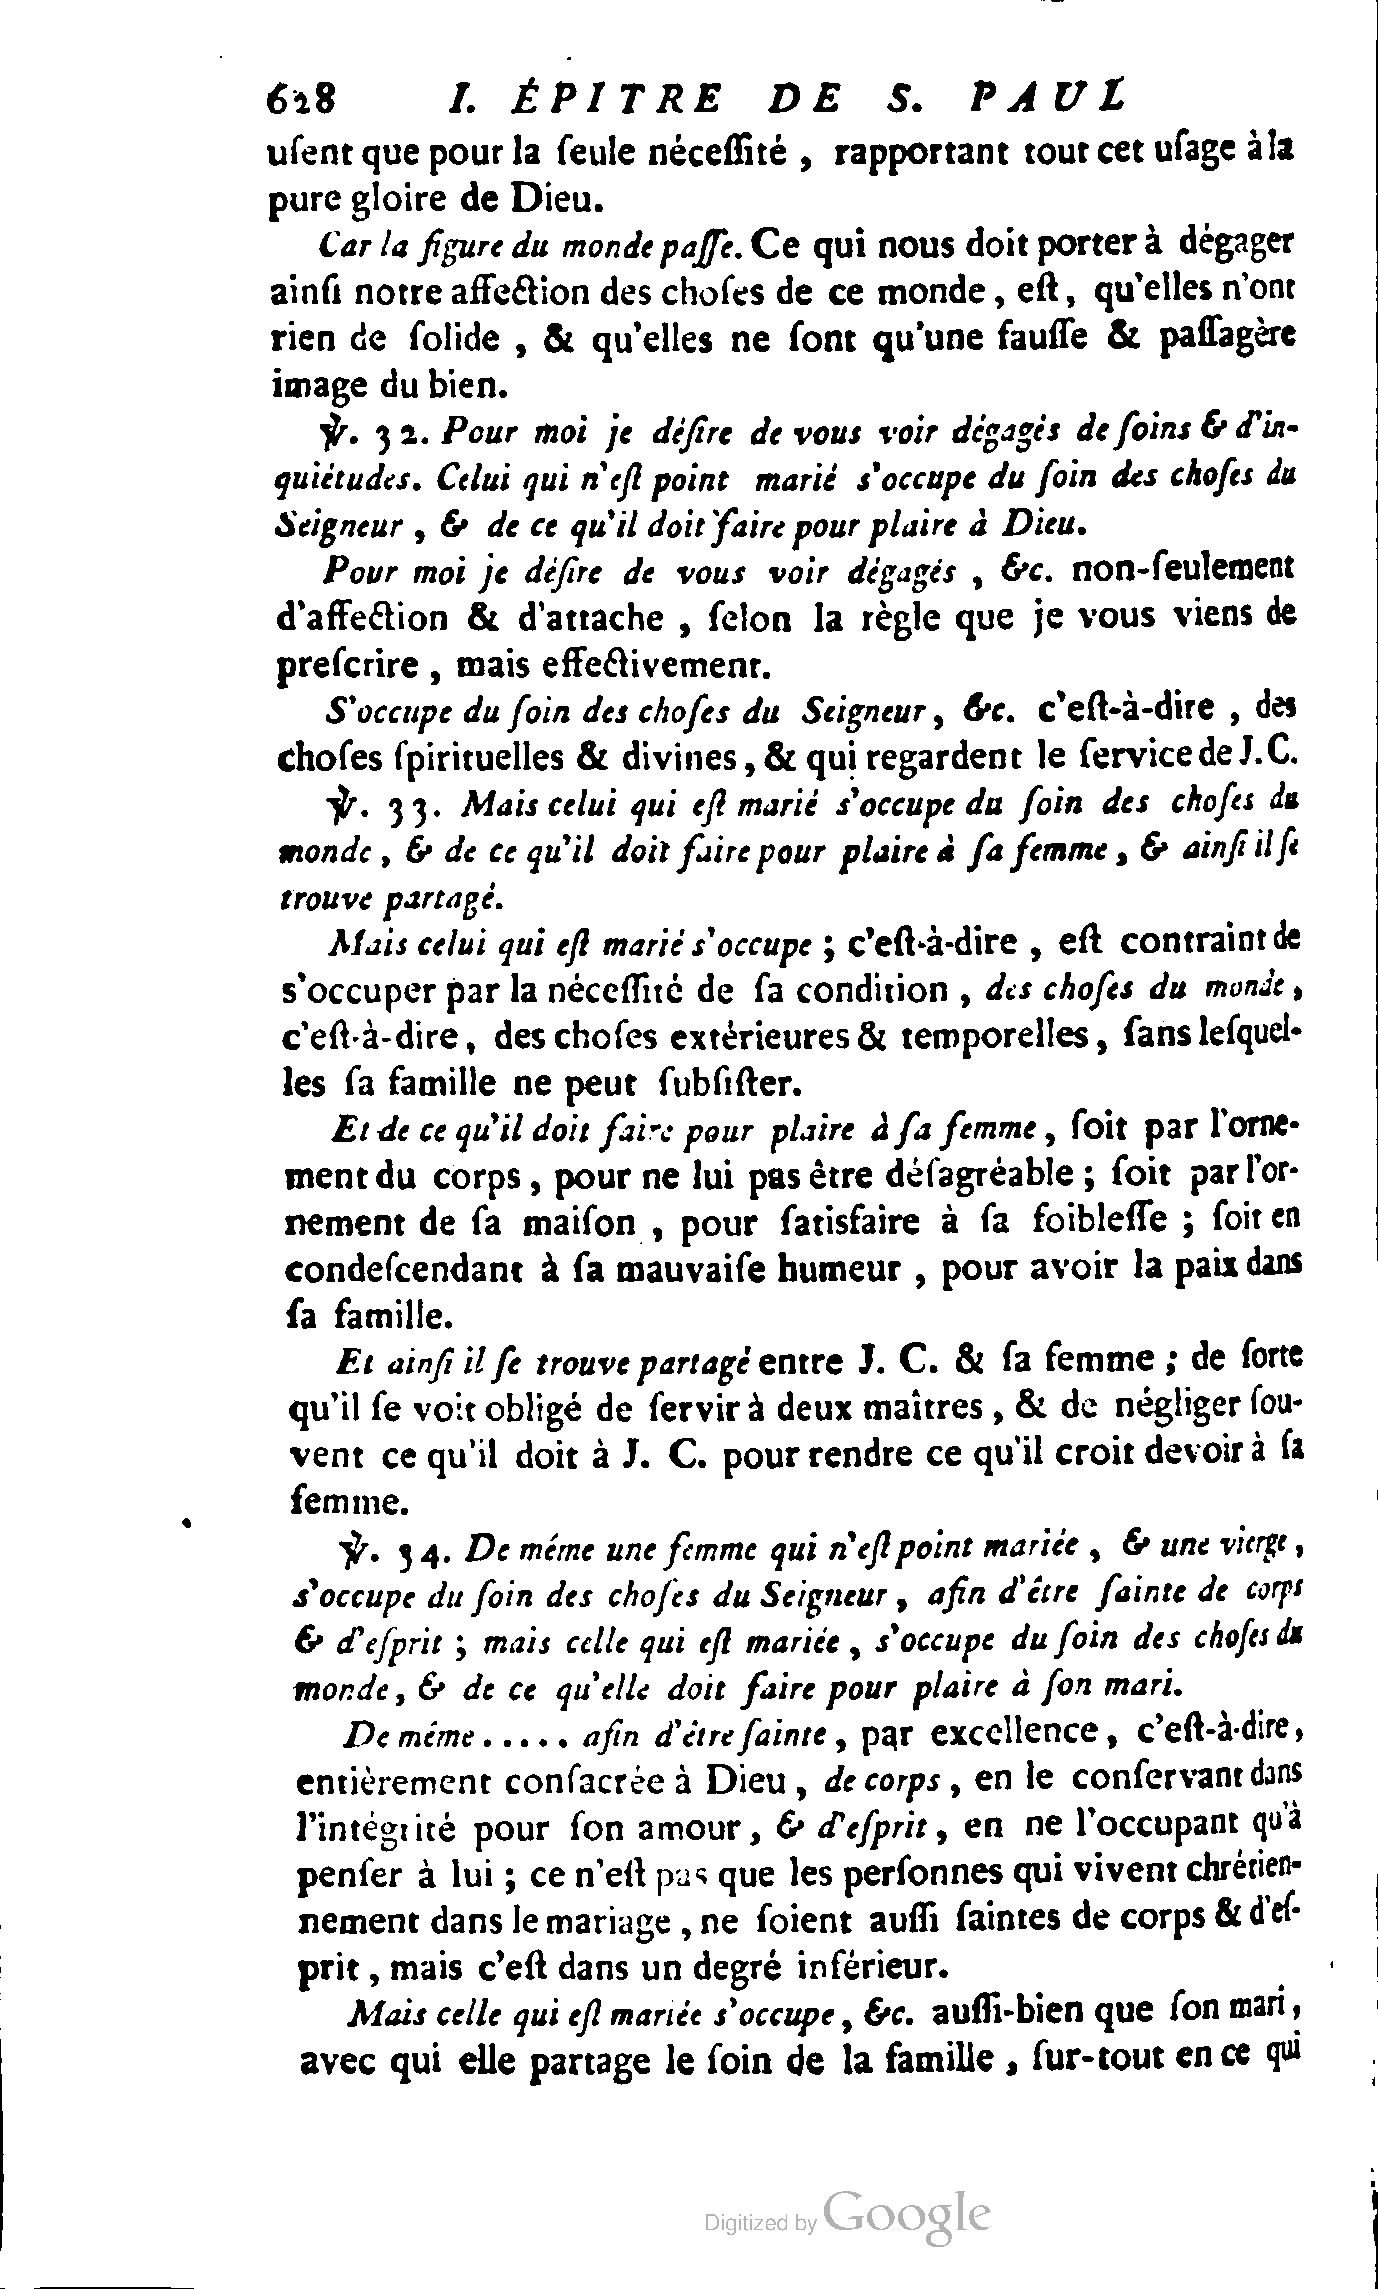 628 I. ÉPITRE DE S. PAUL
uſent que pour la ſeule néceſſité, rapportant tout cet uſage à la
pure gloire de Dieu.
Car la figure du monde paſſe. Ce qui nous doit porter à dégager
ainſi notre affection des choſes de ce monde, eſt, qu'elles n'ont
rien de ſolide, & qu'elles ne ſont qu'une fauſſe & paſſagère
image du bien.
℣. 32. Pour moi je déſire de vous voir dégagés de ſoins & d'in-
quiétudes. Celui qui n'eſt point marié s'occupe du ſoin des choſes du
Seigneur, & de ce qu'il doit faire pour plaire à Dieu.
Pour moi je déſire de vous voir dégagés, &c. non-ſeulement
d'affection & d'attache, ſelon la règle que je vous viens de
preſcrire, mais effectivement.
S'occupe du ſoin des choſes du Seigneur, &c. c'eſt-à-dire, des
choſes ſpirituelles & divines, & qui regardent le ſervice de J. C.
℣. 33. Mais celui qui eſt marié s'occupe du ſoin des choſes du
monde, & de ce qu'il doit faire pour plaire à ſa femme, & ainſi il ſe
trouve partagé.
Mais celui qui eſt marié s'occupe; c'eſt-à-dire, eſt contraint de
s'occuper par la néceſſité de ſa condition, des choſes du monde,
c'eſt-à-dire, des choſes extérieures & temporelles, ſans leſquel-
les ſa famille ne peut ſubſiſter.
Et de ce qu'il doit faire pour plaire à ſa femme, ſoit par l'orne-
ment du corps, pour ne lui pas être déſagréable; ſoit par l'or-
nement de ſa maiſon, pour ſatisfaire à ſa foibleſſe; ſoit en
condeſcendant à ſa mauvaiſe humeur, pour avoir la paix dans
ſa famille.
Et ainſi il ſe trouve partagé entre J. C. & ſa femme; de ſorte
qu'il ſe voit obligé de ſervir à deux maîtres, & de négliger ſou-
vent ce qu'il doit à J. C. pour rendre ce qu'il croit devoir à ſa
femme.
℣. 34. De méme une femme qui n'eſt point mariée, & une vierge,
s'occupe du ſoin des choſes du Seigneur, afin d'être ſainte de corps
& d'eſprit; mais celle qui eſt mariée, s'occupe du ſoin des choſes du
monde, & de ce qu'elle doit faire pour plaire à ſon mari.
De méme..... afin d'être ſainte, par excellence, c'eſt-à-dire,
entièrement conſacrée à Dieu, de corps, en le conſervant dans
l'intégrité pour ſon amour, & d'eſprit, en ne l'occupant qu'à
penſer à lui; ce n'eſt pas que les perſonnes qui vivent chrétien-
nement dans le mariage, ne ſoient auſſi ſaintes de corps & d'eſ-
prit, mais c'eſt dans un degré inférieur.
Mais celle qui eſt mariée s'occupe, &c. auſſi-bien que ſon mari,
avec qui elle partage le ſoin de la famille, ſur-tout en ce qui
Digitized by Google